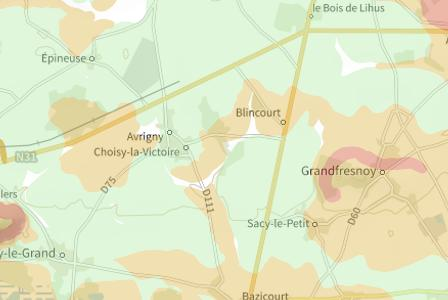 le Bois de Lihus
Épineuse
Blincourt
Avrigny
N31
Choisy-la-Victoire
Grandfresnoy
D75
lers
D111
Sacy-le-Petit
D60
y-le-Grand
Bazicourt